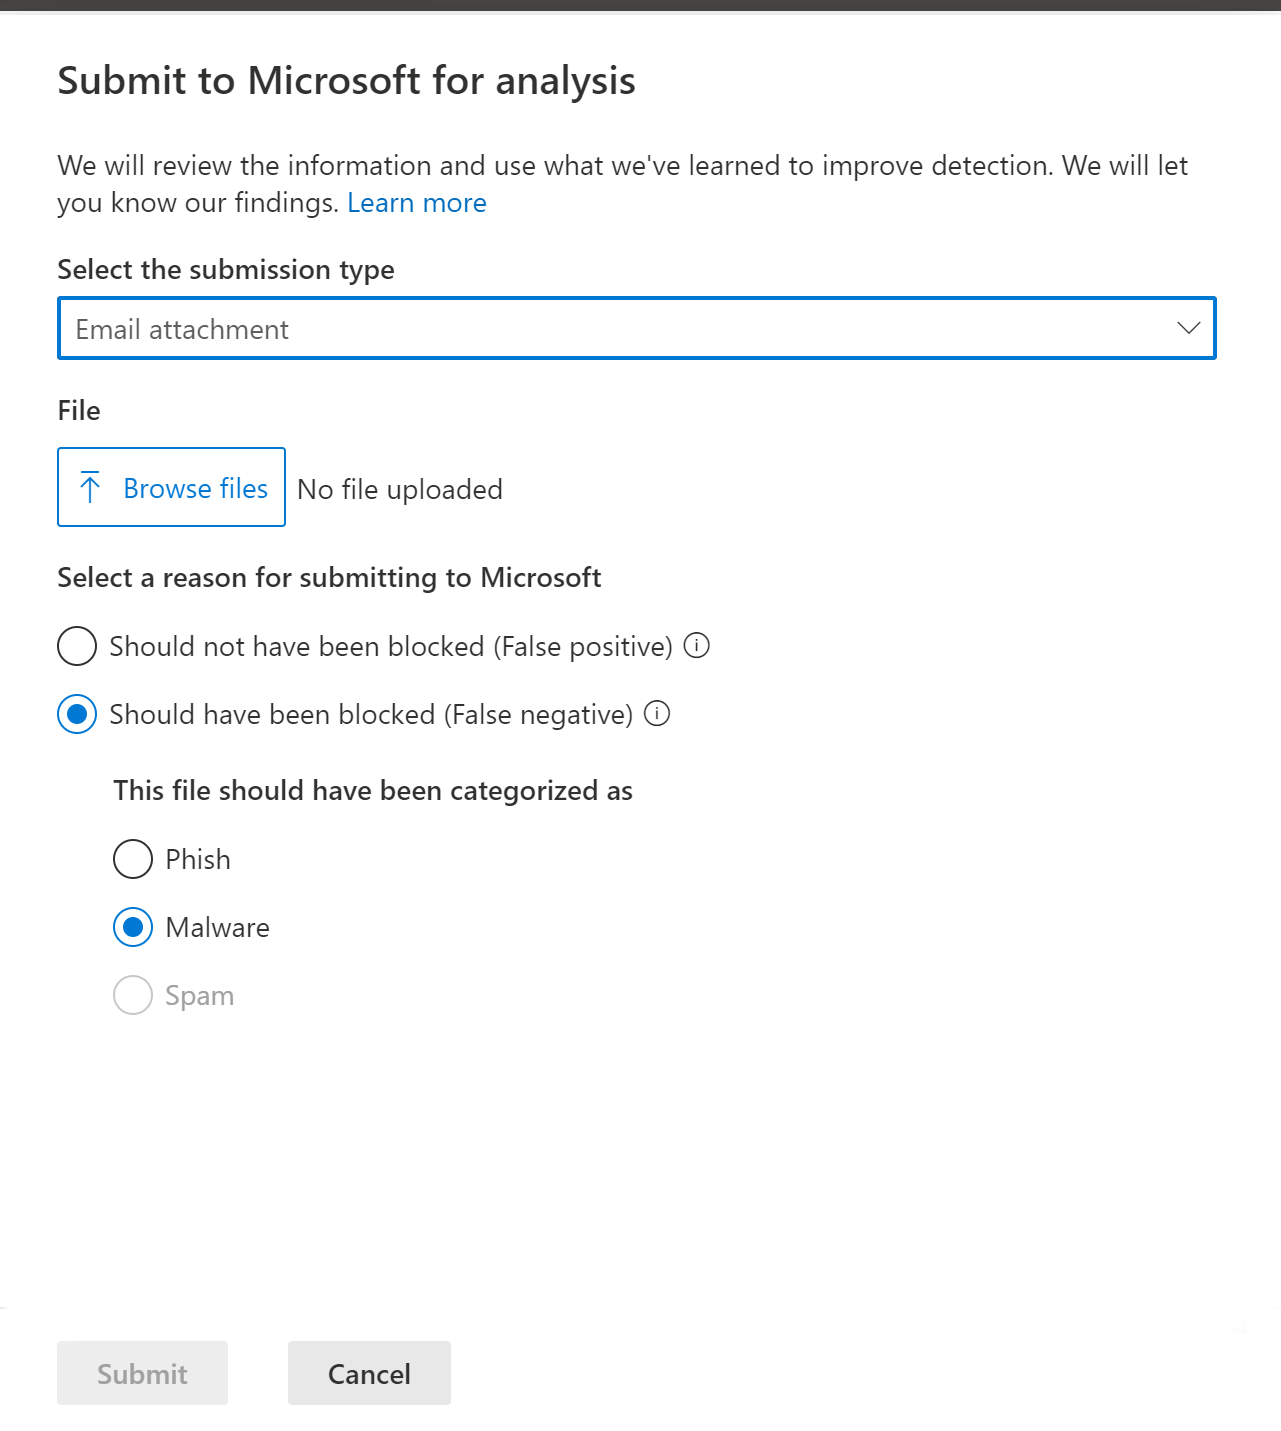 Submit to Microsoft for analysis
We will review the information and use what we've learned to improve detection. We will let
you know our findings. Learn more
Select the submission type
Email attachment
File
Browse files No file uploaded
Select a reason for submitting to Microsoft
Should not have been blocked (False positive)
Should have been blocked (False negative)
This file should have been categorized as
Phish
Malware
Spam
Submit Cancel